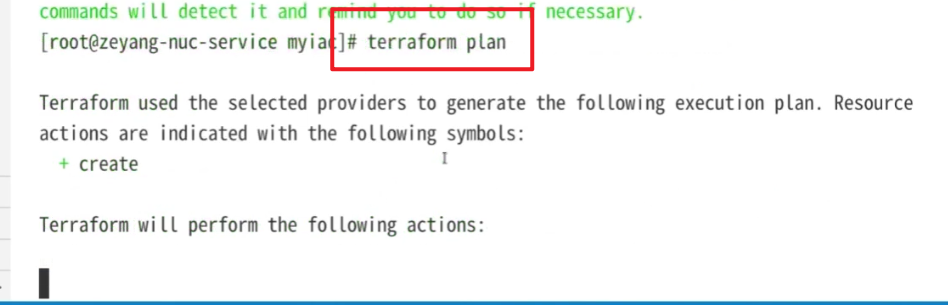 commands will detect it and remind you to do so if necessary.
[root@zeyang-nuc-service myiac]# terraform plan
Terraform used the selected providers to generate the following execution plan. Resource
actions are indicated with the following symbols:
+ create
Terraform will perform the following actions: